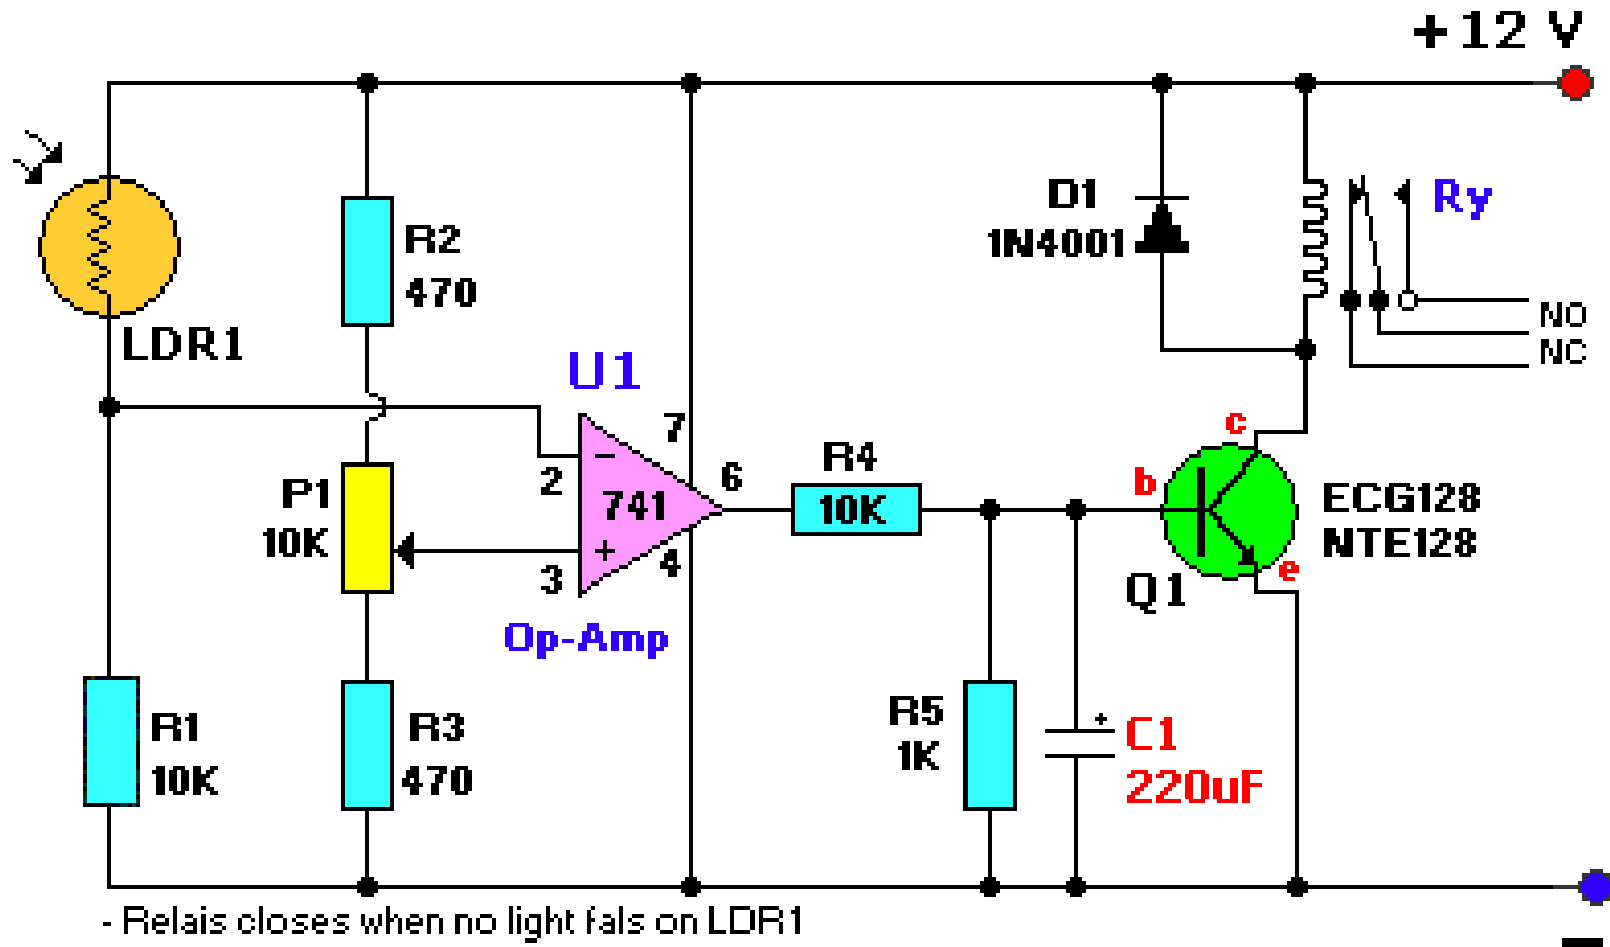 +12 V
D1
1N4001
Ry
R2
470
LDR1
NO
NC
U1
7
c
P1
10K
2
−
741
6
R4
10K
b
ECG128
NTE128
+
3
4
e
Q1
Op-Amp
R1
10K
R3
470
R5
1K
+
C1
220uF
- Relais closes when no light fals on LDR1
−